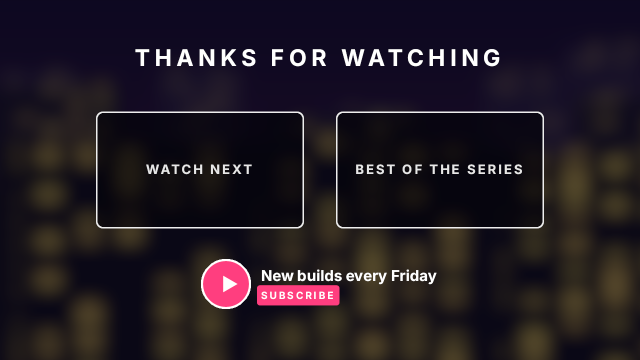 THANKS FOR WATCHING
WATCH NEXT
BEST OF THE SERIES
New builds every Friday
SUBSCRIBE